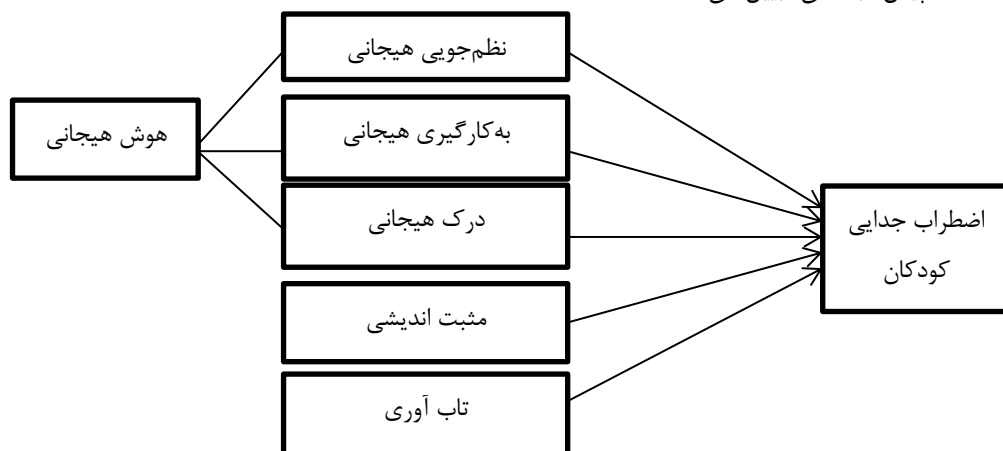 نظم‌جویی هیجانی
هوش هیجانی
به‌کارگیری هیجانی
درک هیجانی
اضطراب جدایی
کودکان
مثبت اندیشی
تاب آوری